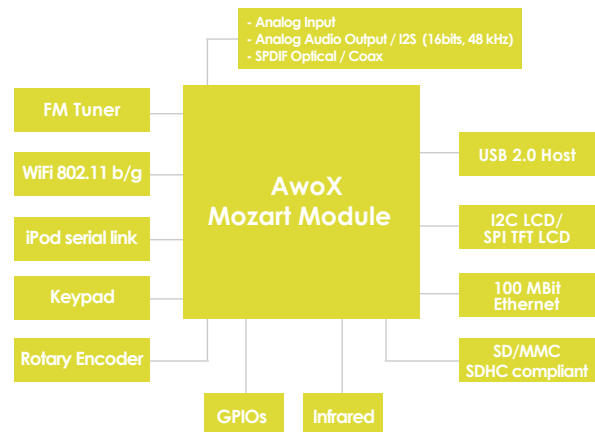 - Analog Input
- Analog Audio Output / I2S (16bits, 48 kHz)
- SPDIF Optical / Coax
FM Tuner
WiFi 802.11 b/g
iPod serial link
Keypad
Rotary Encoder
AwoX
Mozart Module
USB 2.0 Host
I2C LCD/
SPI TFT LCD
100 MBit
Ethernet
SD/MMC
SDHC compliant
GPIOs
Infrared